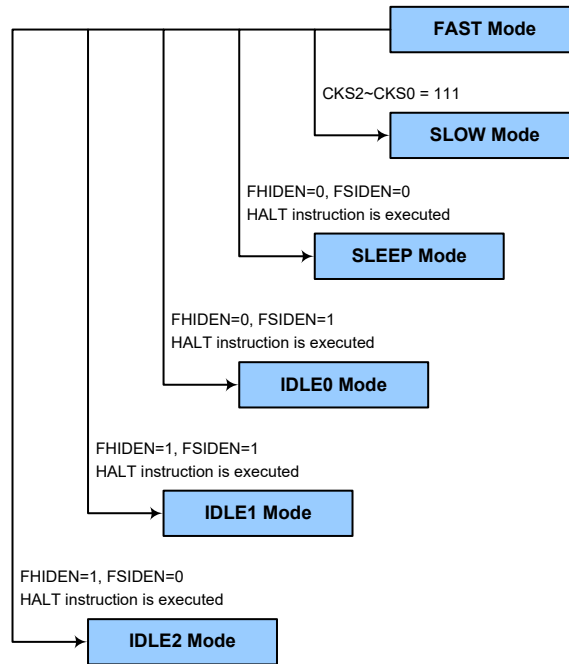 FAST Mode
CKS2~CKS0 = 111
SLOW Mode
FHIDEN=0, FSIDEN=0
HALT instruction is executed
SLEEP Mode
FHIDEN=0, FSIDEN=1
HALT instruction is executed
IDLE0 Mode
FHIDEN=1, FSIDEN=1
HALT instruction is executed
IDLE1 Mode
FHIDEN=1, FSIDEN=0
HALT instruction is executed
IDLE2 Mode